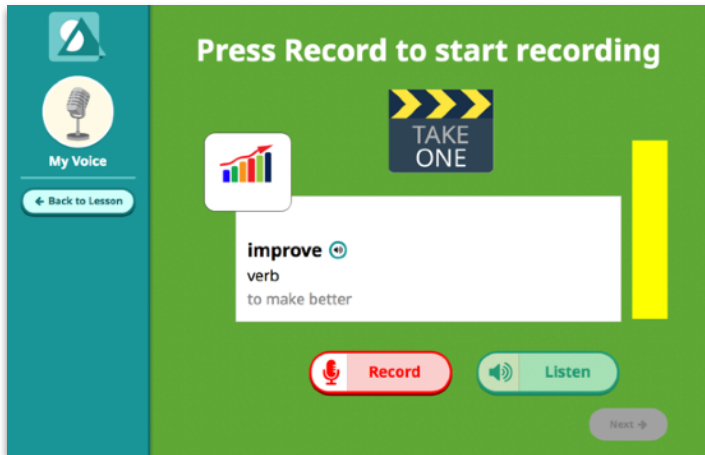 Press Record to start recording
My Voice
← Back to Lesson
TAKE
ONE
improve
verb
to make better
Record
Listen
Next →